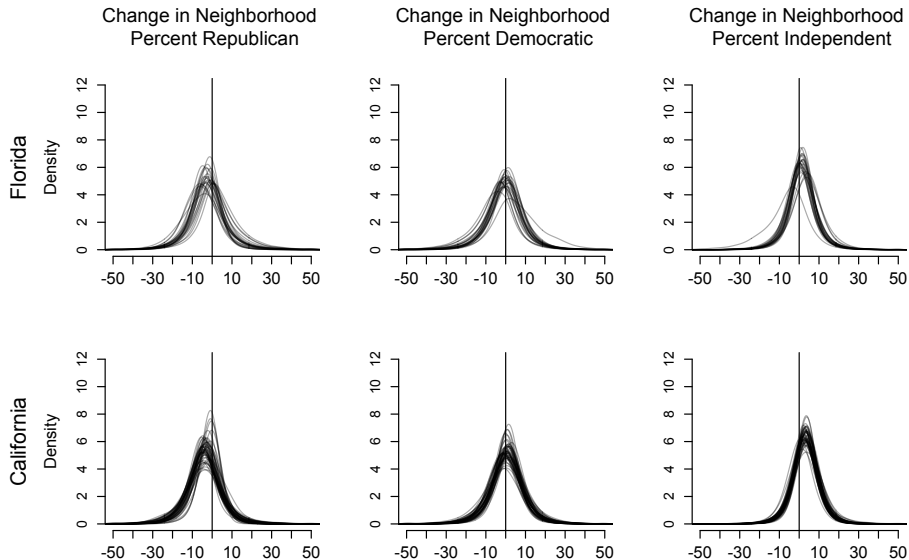 Change in Neighborhood
Percent Republican
Change in Neighborhood
Percent Democratic
Change in Neighborhood
Percent Independent
Florida
Density
0 2 4 6 8 10 12
-50 -30 -10 10 30 50
0 2 4 6 8 10 12
-50 -30 -10 10 30 50
0 2 4 6 8 10 12
-50 -30 -10 10 30 50
California
Density
0 2 4 6 8 10 12
-50 -30 -10 10 30 50
0 2 4 6 8 10 12
-50 -30 -10 10 30 50
0 2 4 6 8 10 12
-50 -30 -10 10 30 50